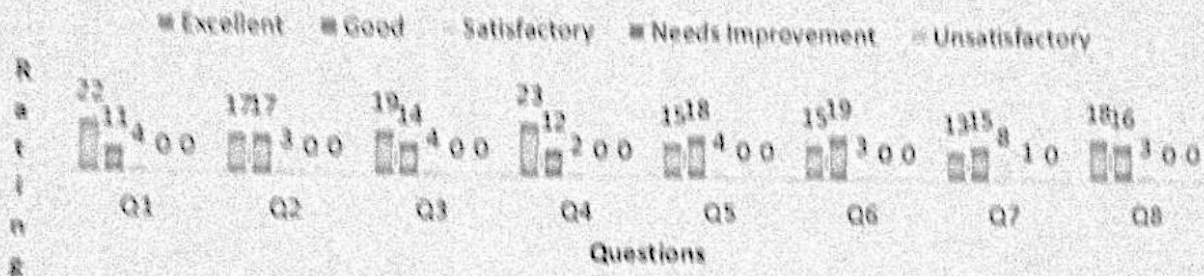 Excellent Good Satisfactory Needs Improvement Unsatisfactory
Rating
22 11 4 0 0 17 17 3 0 0 19 14 4 0 0 23 12 2 0 0 15 18 4 0 0 15 19 3 0 0 13 15 8 1 0 18 16 3 0 0
Q1 Q2 Q3 Q4 Q5 Q6 Q7 Q8
Questions